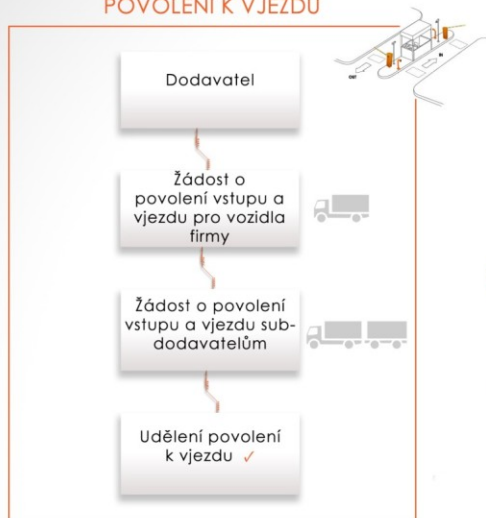 POVOLENÍ K VJEZDU
Dodavatel
Žádost o
povolení vstupu a
vjezdu pro vozidla
firmy
Žádost o povolení
vstupu a vjezdu sub-
dodavatelům
Udělení povolení
k vjezdu ✓